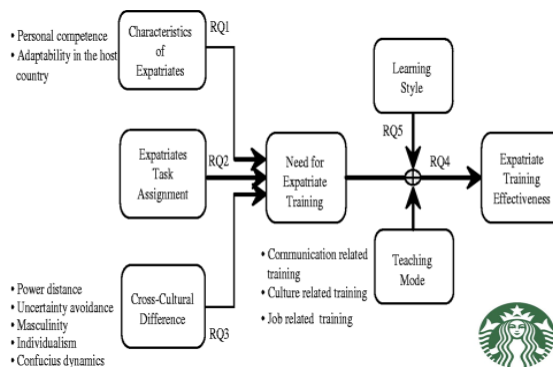 • Personal competence
• Adaptability in the host
country
Characteristics
of
Expatriates
RQ1
Expatriates
Task
Assignment
RQ2
• Power distance
• Uncertainty avoidance
• Masculinity
• Individualism
• Confucius dynamics
Cross-Cultural
Difference
RQ3
Need for
Expatriate
Training
• Communication related
training
• Culture related training
• Job related training
Learning
Style
RQ5
RQ4
Teaching
Mode
Expatriate
Training
Effectiveness